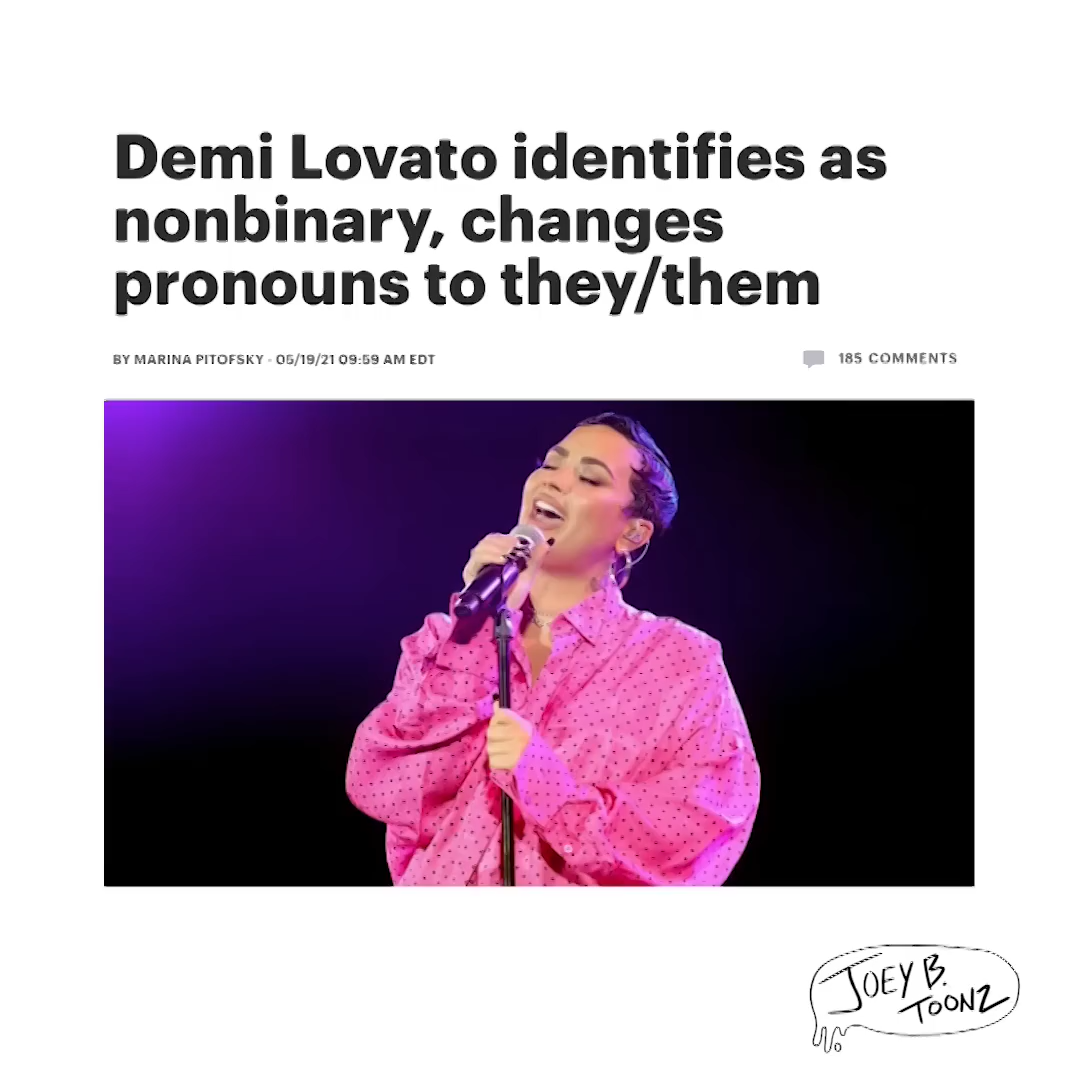 Demi Lovato identifies as
nonbinary, changes
pronouns to they/them
BY MARINA PITOFSKY - 05/19/21 09:59 AM EDT
185 COMMENTS
JOEY B.
TOONZ